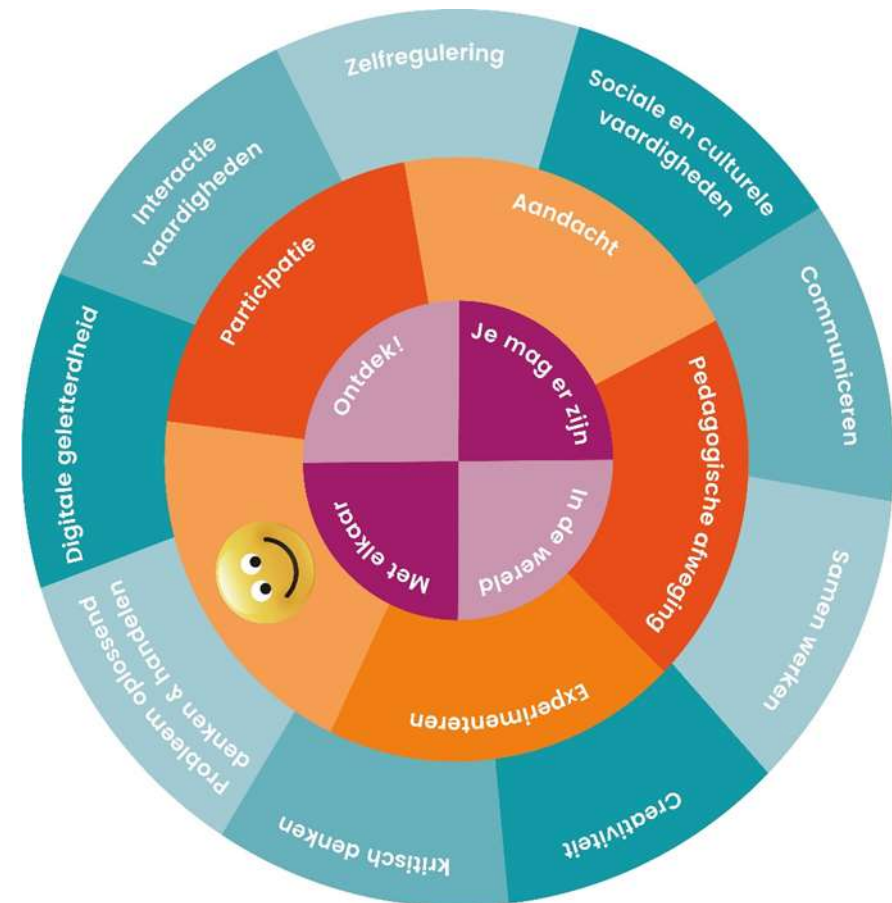 Zelfregulering
Sociale en culturele
vaardigheden
Communiceren
Samen werken
Creativiteit
kritisch denken
Probleem oplossend
denken & handelen
Digitale geletterdheid
Interactie
vaardigheden
Aandacht
Pedagogische afweging
Experimenteren
Participatie
Je mag er zijn
In de wereld
Met elkaar
Ontdek!